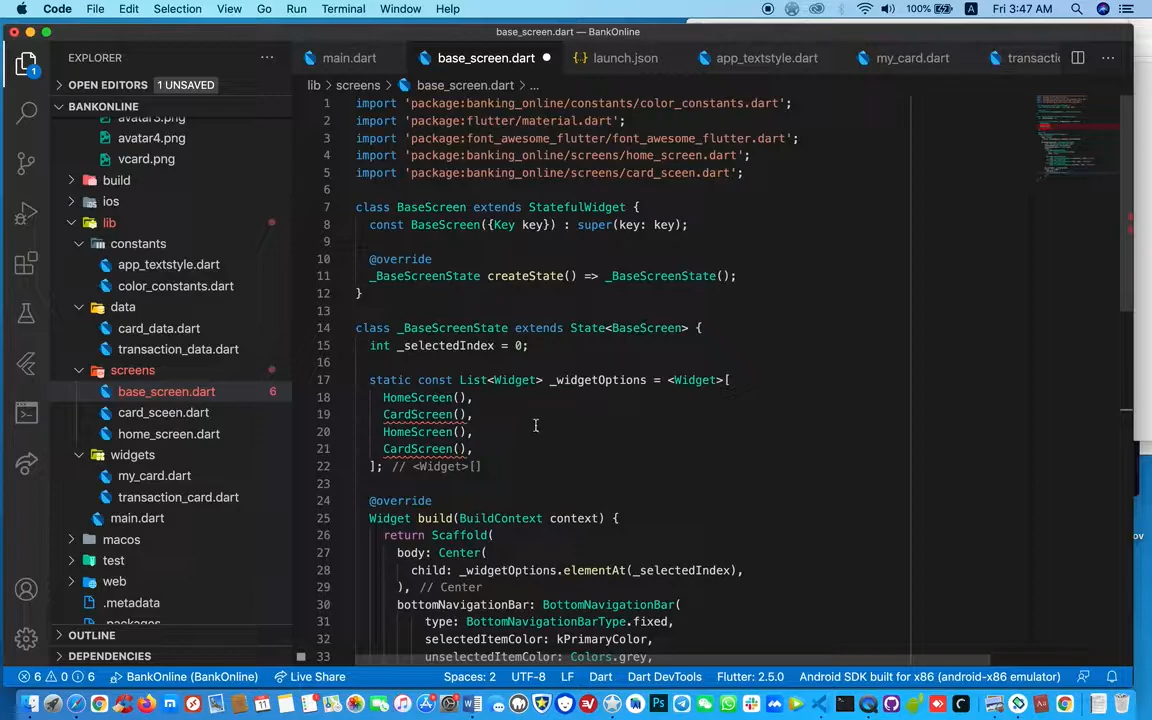 Code File Edit Selection View Go Run Terminal Window Help 100% A Fri 3:47 AM
base_screen.dart — BankOnline
EXPLORER
main.dart base_screen.dart launch.json app_textstyle.dart my_card.dart transactic
OPEN EDITORS 1 UNSAVED
lib > screens > base_screen.dart > ...
BANKONLINE
avatar3.png
avatar4.png
vcard.png
build
ios
lib
constants
app_textstyle.dart
color_constants.dart
data
card_data.dart
transaction_data.dart
screens
base_screen.dart 6
card_sceen.dart
home_screen.dart
widgets
my_card.dart
transaction_card.dart
main.dart
macos
test
web
.metadata
.packages
OUTLINE
DEPENDENCIES
1
1 import 'package:banking_online/constants/color_constants.dart';
2 import 'package:flutter/material.dart';
3 import 'package:font_awesome_flutter/font_awesome_flutter.dart';
4 import 'package:banking_online/screens/home_screen.dart';
5 import 'package:banking_online/screens/card_sceen.dart';
6
7 class BaseScreen extends StatefulWidget {
8 const BaseScreen({Key key}) : super(key: key);
9
10 @override
11 _BaseScreenState createState() => _BaseScreenState();
12 }
13
14 class _BaseScreenState extends State<BaseScreen> {
15 int _selectedIndex = 0;
16
17 static const List<Widget> _widgetOptions = <Widget>[
18 HomeScreen(),
19 CardScreen(),
20 HomeScreen(),
21 CardScreen(),
22 ]; // <Widget>[]
23
24 @override
25 Widget build(BuildContext context) {
26 return Scaffold(
27 body: Center(
28 child: _widgetOptions.elementAt(_selectedIndex),
29 ), // Center
30 bottomNavigationBar: BottomNavigationBar(
31 type: BottomNavigationBarType.fixed,
32 selectedItemColor: kPrimaryColor,
33 unselectedItemColor: Colors.grey,
6 0 6 BankOnline (BankOnline) Live Share Spaces: 2 UTF-8 LF Dart Dart DevTools Flutter: 2.5.0 Android SDK built for x86 (android-x86 emulator)